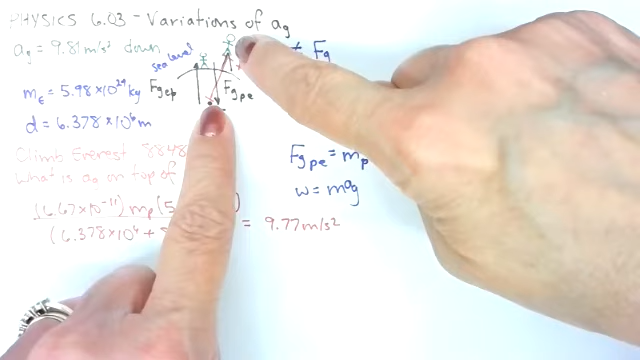 PHYSICS 6.03 - Variations of ag
ag = 9.81 m/s² down
sea level
≠ Fg
mE = 5.98 × 10²⁴ kg
Fgep
Fgpe
d = 6.378 × 10⁶ m
Climb Everest 8848
Fgpe = mp
what is ag on top of
w = mag
(6.67 × 10⁻¹¹) mp (5
(6.378 × 10⁶ +
= 9.77 m/s²